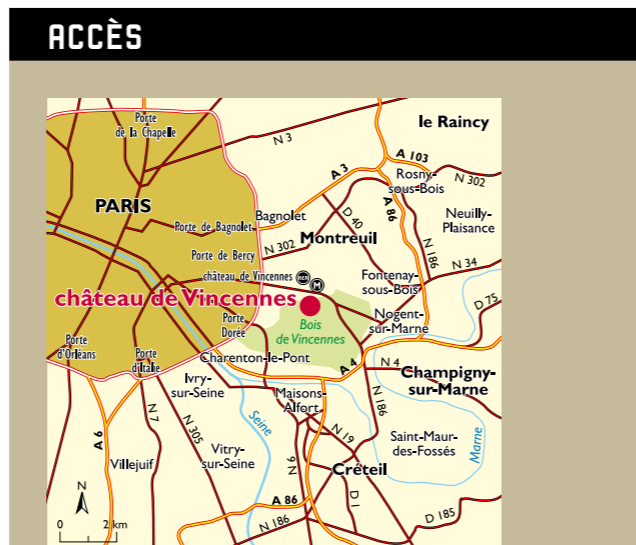 ACCÈS
Porte
de la Chapelle
le Raincy
N 3
A 103
A 3
Rosny-
sous-Bois
N 302
PARIS
A 86
D 40
Bagnolet
Neuilly-
Plaisance
Porte de Bagnolet
N 302
Montreuil
N 186
Porte de Bercy
N 34
château de Vincennes
RER
M
Fontenay-
sous-Bois
château de Vincennes
D 75
Nogent-
sur-Marne
Porte
Dorée
Bois
de Vincennes
Porte
d'Orléans
Porte
d'Italie
Charenton-le-Pont
A 4
N 4
Champigny-
sur-Marne
Ivry-
sur-Seine
Maisons-
Alfort
N 186
N 7
N 305
Seine
N 19
Saint-Maur-
des-Fossés
Marne
A 6
Villejuif
Vitry-
sur-Seine
N 6
Créteil
N
A 86
D 1
D 185
0 2 km
N 186